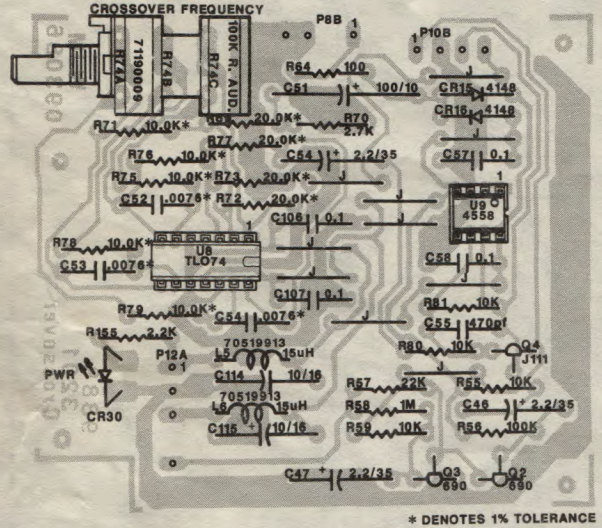 CROSSOVER FREQUENCY
R74A
71190009
R74B
R74C
100K R. AUD.
P8B 1
1 P10B
R64 100
C51 + 100/10
J
CR15 4148
CR16 4148
R71 10.0K*
20.0K*
R70
2.7K
J
R77 20.0K*
R76 10.0K*
C54 + 2.2/35
C57 0.1
R75 10.0K*
R73 20.0K*
J
1
C52 .0076*
R72 20.0K*
J
U9
4558
C106 0.1
J
R78 10.0K*
1
U8
TL074
J
C53 .0076*
C58 0.1
J
J
C107 0.1
R81 10K
R79 10.0K*
C54 .0076*
J
C55 470pf
R155 2.2K
70519913
L5 15uH
R80 10K
Q4
J111
P12A
1
PWR
C114 10/16
J
R57 22K
R55 10K
70519913
L6 15uH
CR30
R58 1M
C46 + 2.2/35
C115 + 10/16
R59 10K
R56 100K
C47 + 2.2/35
Q3
690
Q2
690
* DENOTES 1% TOLERANCE